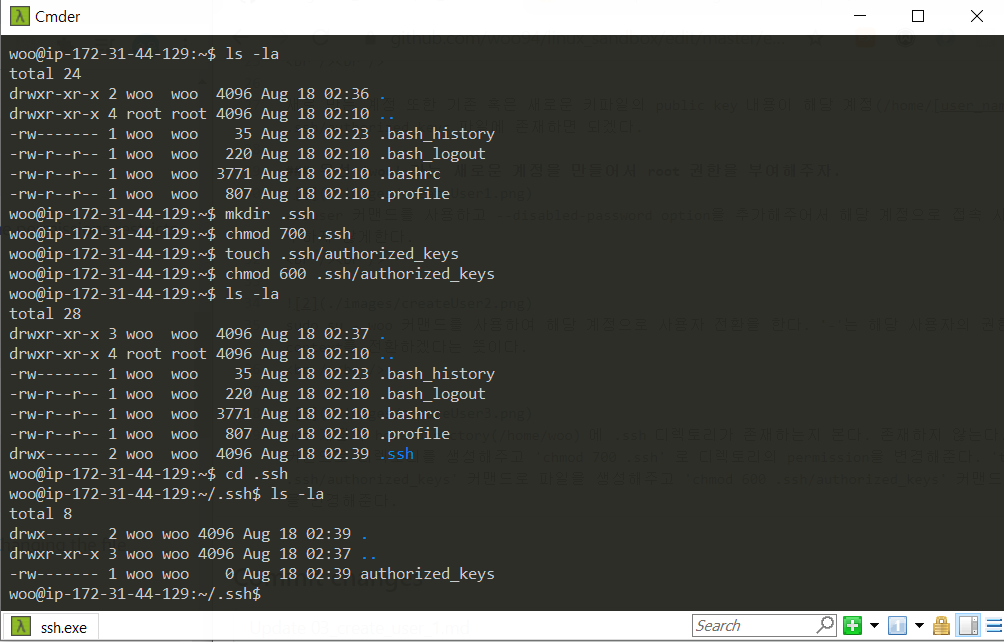 Cmder
woo@ip-172-31-44-129:~$ ls -la
total 24
drwxr-xr-x 2 woo  woo  4096 Aug 18 02:36 .
drwxr-xr-x 4 root root 4096 Aug 18 02:10 ..
-rw------- 1 woo  woo    35 Aug 18 02:23 .bash_history
-rw-r--r-- 1 woo  woo   220 Aug 18 02:10 .bash_logout
-rw-r--r-- 1 woo  woo  3771 Aug 18 02:10 .bashrc
-rw-r--r-- 1 woo  woo   807 Aug 18 02:10 .profile
woo@ip-172-31-44-129:~$ mkdir .ssh
woo@ip-172-31-44-129:~$ chmod 700 .ssh
woo@ip-172-31-44-129:~$ touch .ssh/authorized_keys
woo@ip-172-31-44-129:~$ chmod 600 .ssh/authorized_keys
woo@ip-172-31-44-129:~$ ls -la
total 28
drwxr-xr-x 3 woo  woo  4096 Aug 18 02:37 .
drwxr-xr-x 4 root root 4096 Aug 18 02:10 ..
-rw------- 1 woo  woo    35 Aug 18 02:23 .bash_history
-rw-r--r-- 1 woo  woo   220 Aug 18 02:10 .bash_logout
-rw-r--r-- 1 woo  woo  3771 Aug 18 02:10 .bashrc
-rw-r--r-- 1 woo  woo   807 Aug 18 02:10 .profile
drwx------ 2 woo  woo  4096 Aug 18 02:39 .ssh
woo@ip-172-31-44-129:~$ cd .ssh
woo@ip-172-31-44-129:~/.ssh$ ls -la
total 8
drwx------ 2 woo woo 4096 Aug 18 02:39 .
drwxr-xr-x 3 woo woo 4096 Aug 18 02:37 ..
-rw------- 1 woo woo    0 Aug 18 02:39 authorized_keys
woo@ip-172-31-44-129:~/.ssh$
ssh.exe
Search